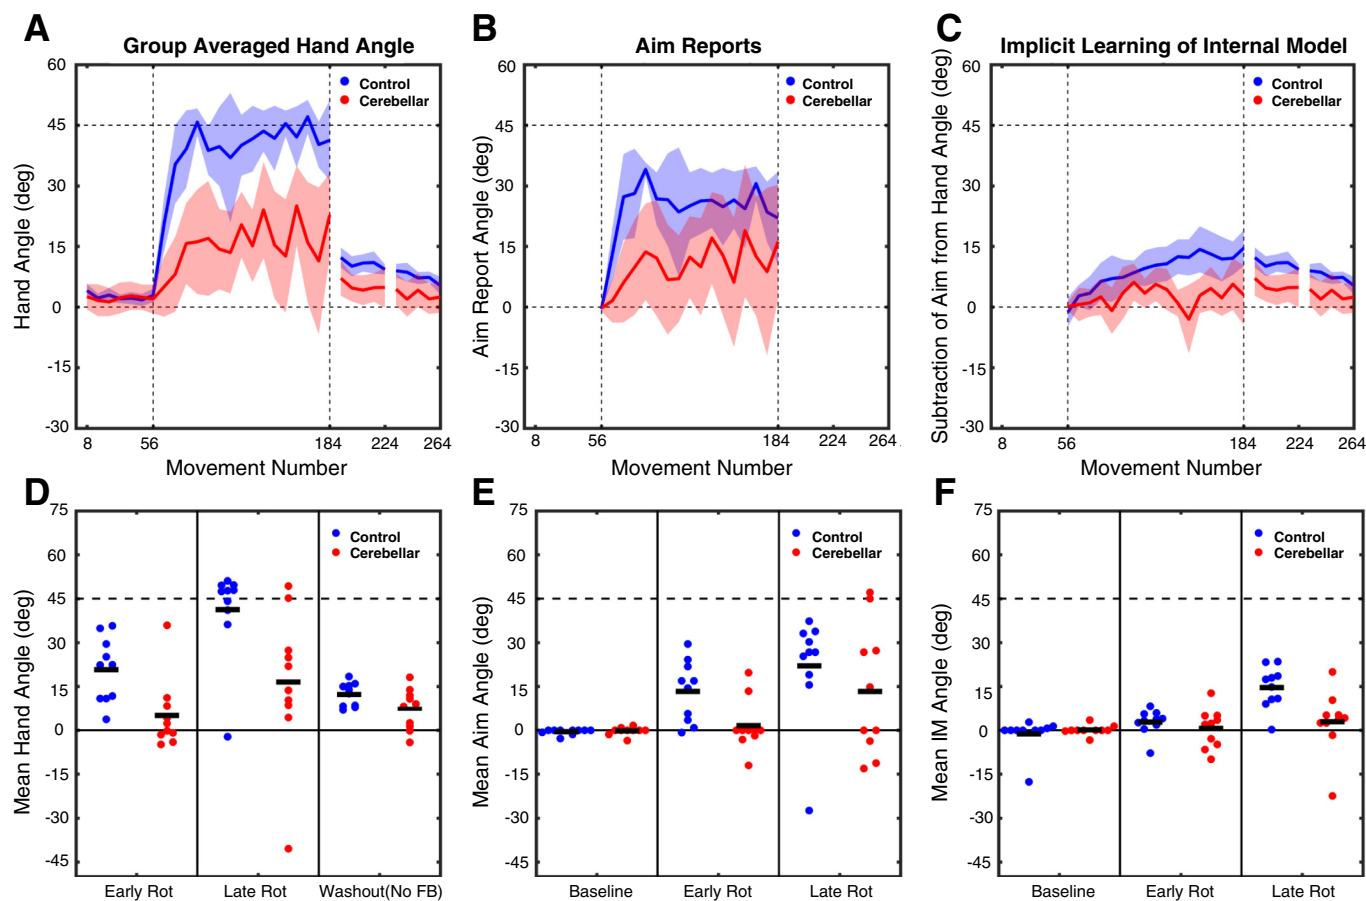 A
Group Averaged Hand Angle
Hand Angle (deg)
60
45
30
15
0
-15
-30
Control
Cerebellar
8
56
184
224
264
Movement Number
B
Aim Reports
Aim Report Angle (deg)
60
45
30
15
0
-15
-30
Control
Cerebellar
8
56
184
224
264
Movement Number
C
Implicit Learning of Internal Model
Subtraction of Aim from Hand Angle (deg)
60
45
30
15
0
-15
-30
Control
Cerebellar
8
56
184
224
264
Movement Number
D
Mean Hand Angle (deg)
75
60
45
30
15
0
-15
-30
-45
Control
Cerebellar
Early Rot
Late Rot
Washout(No FB)
E
Mean Aim Angle (deg)
75
60
45
30
15
0
-15
-30
-45
Control
Cerebellar
Baseline
Early Rot
Late Rot
F
Mean IM Angle (deg)
75
60
45
30
15
0
-15
-30
-45
Control
Cerebellar
Baseline
Early Rot
Late Rot